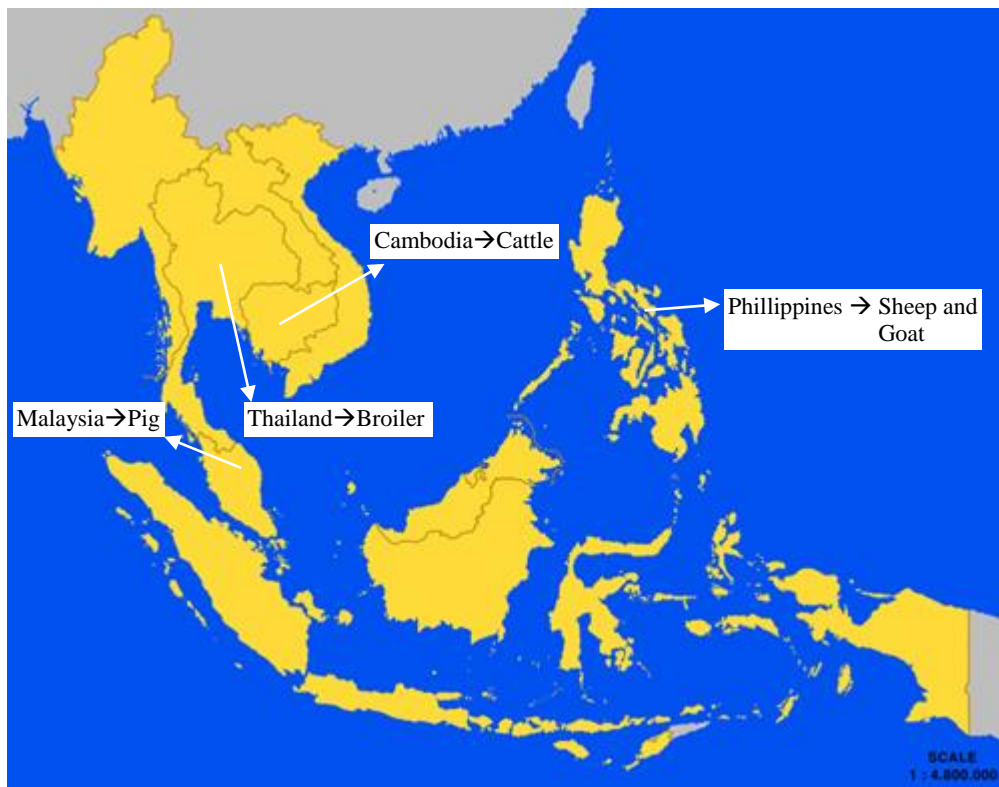 Cambodia→Cattle
Phillippines → Sheep and
Goat
Malaysia→Pig
Thailand→Broiler
SCALE
1 : 4.800.000